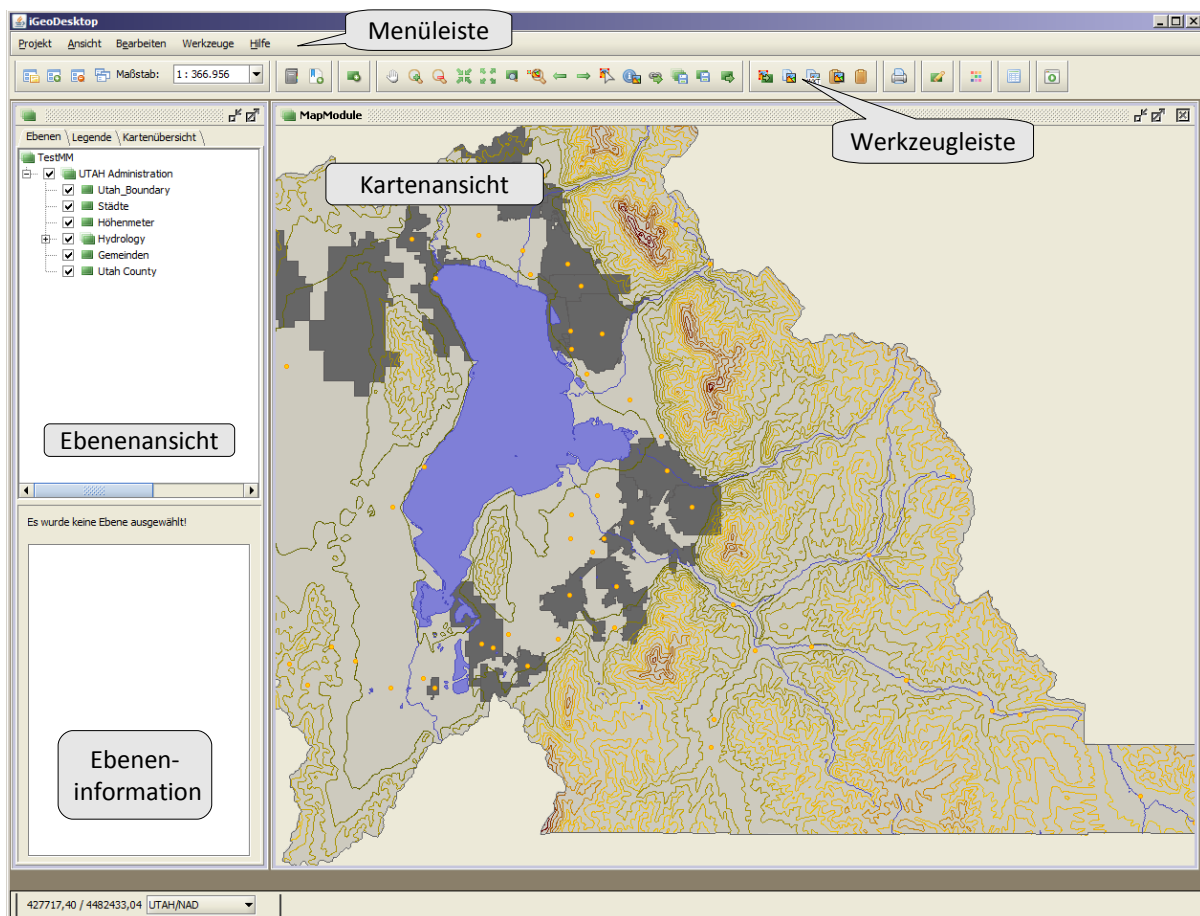 iGeoDesktop
Menüleiste
Projekt Ansicht Bearbeiten Werkzeuge Hilfe
Maßstab: 1 : 366.956
Werkzeugleiste
MapModule
Ebenen Legende Kartenübersicht
TestMM
UTAH Administration
Utah_Boundary
Städte
Höhenmeter
Hydrology
Gemeinden
Utah County
Kartenansicht
Ebenenansicht
Es wurde keine Ebene ausgewählt!
Ebenen-
information
427717,40 / 4482433,04 UTAH/NAD